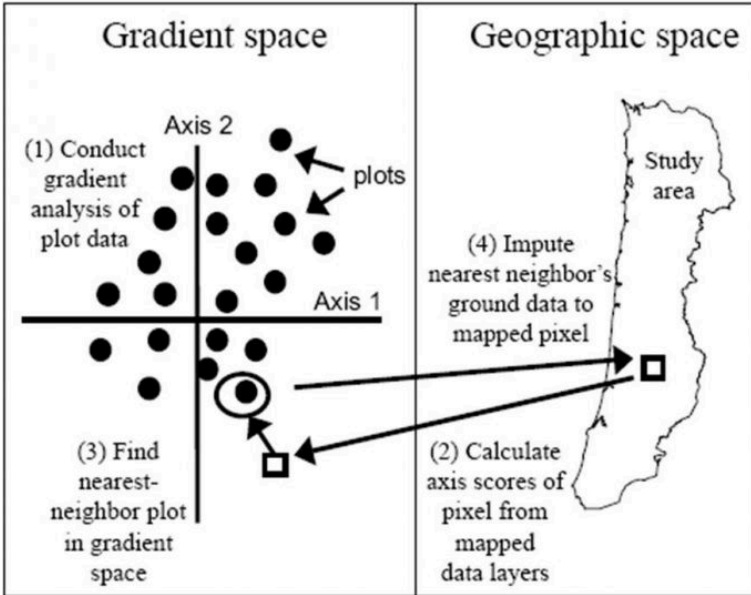 Gradient space
Axis 2
(1) Conduct
gradient
analysis of
plot data
plots
Axis 1
(3) Find
nearest-
neighbor plot
in gradient
space
Geographic space
Study
area
(4) Impute
nearest neighbor's
ground data to
mapped pixel
(2) Calculate
axis scores of
pixel from
mapped
data layers